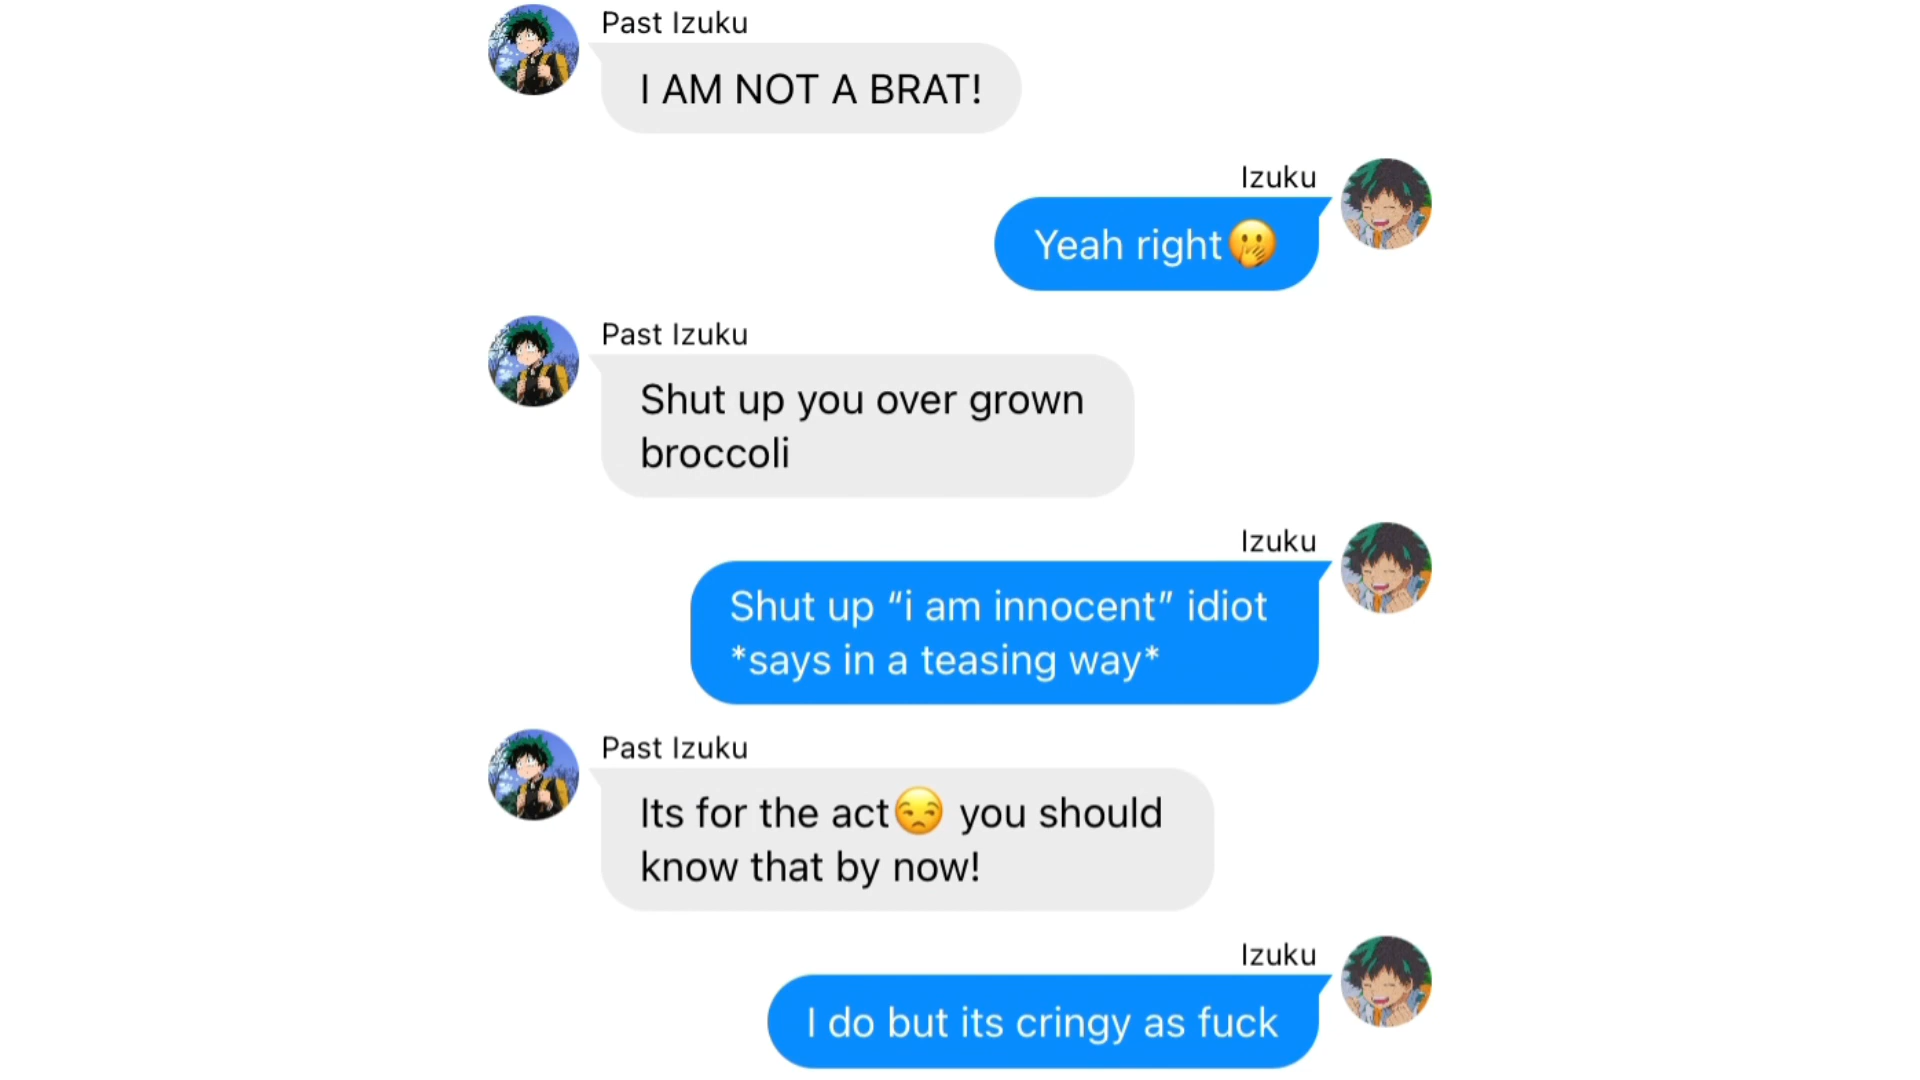 Past Izuku
I AM NOT A BRAT!
Izuku
Yeah right🤭
Past Izuku
Shut up you over grown
broccoli
Izuku
Shut up “i am innocent” idiot
*says in a teasing way*
Past Izuku
Its for the act😒 you should
know that by now!
Izuku
I do but its cringy as fuck